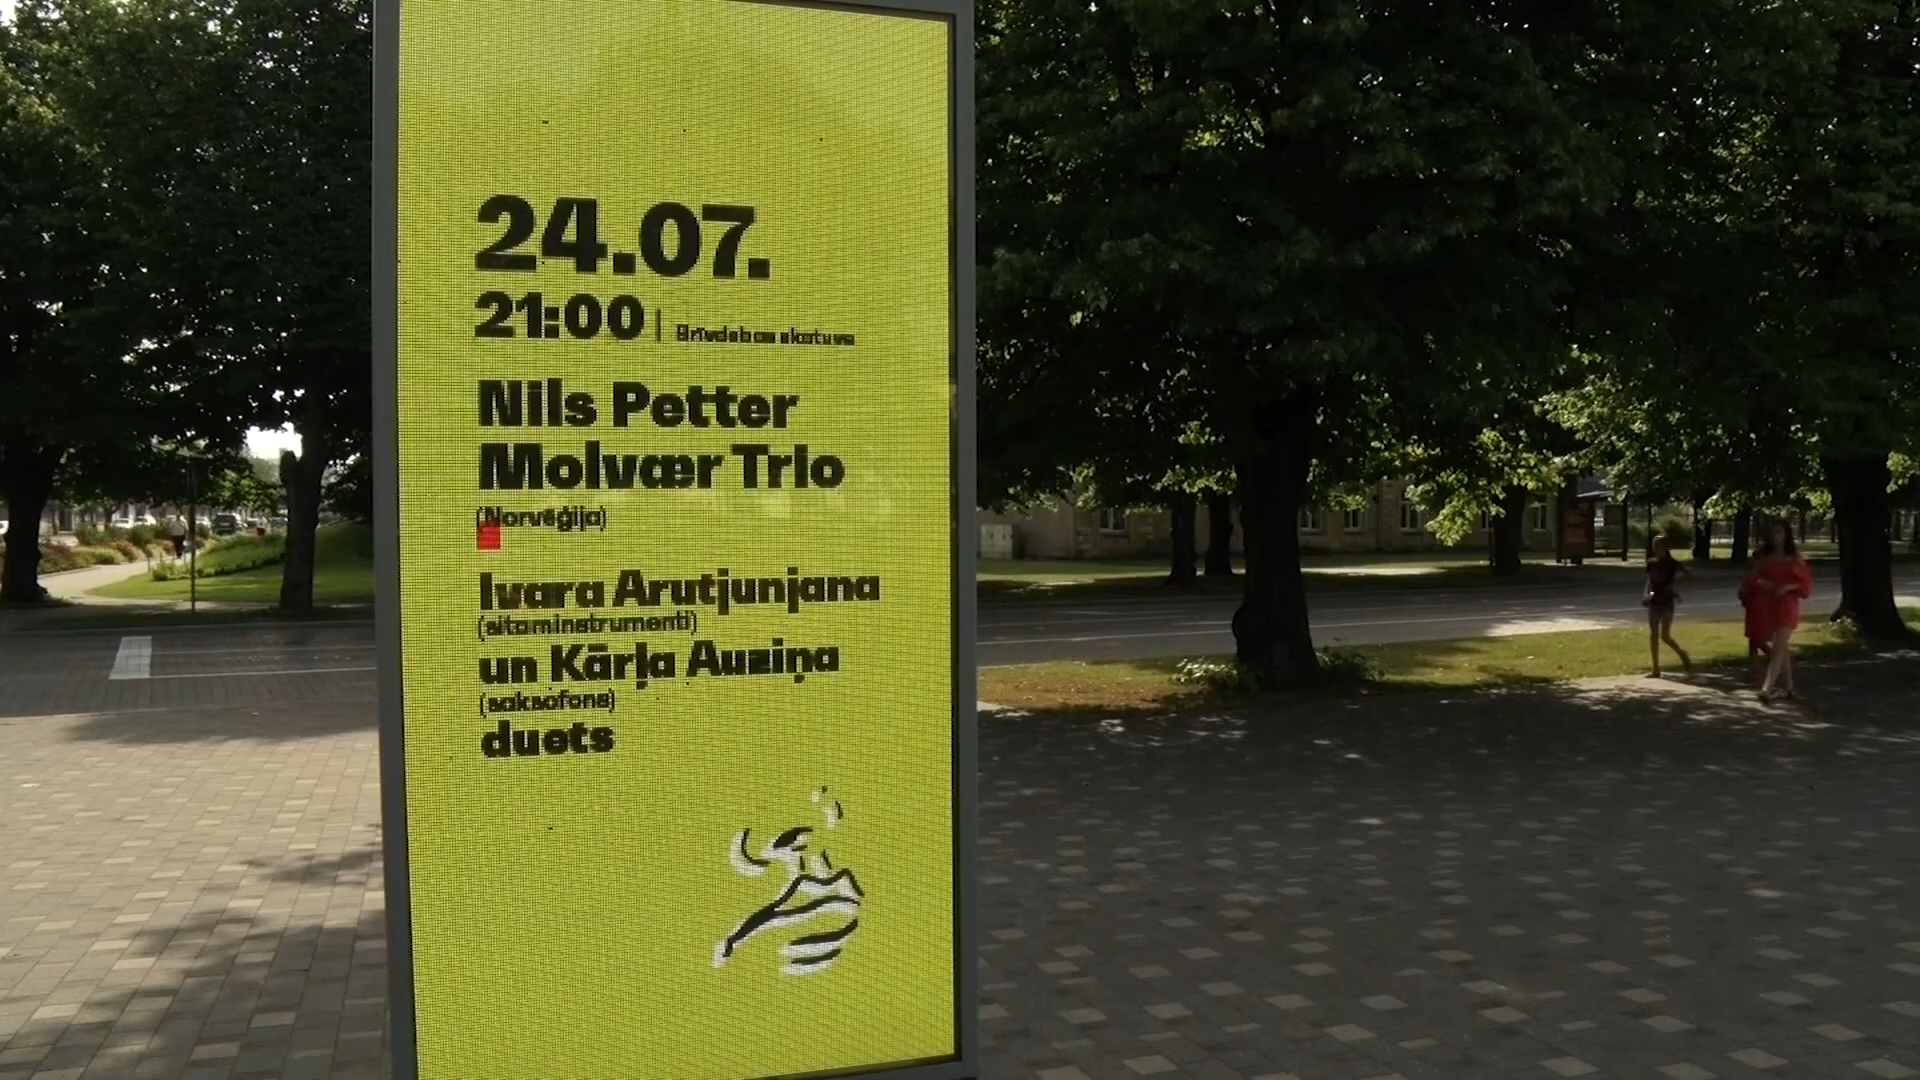 24.07.
21:00 | Brīvdabas skatuve
Nils Petter
Molvær Trio
(Norvēģija)
Ivara Arutjunjana
(sitaminstrumenti)
un Kārļa Auziņa
(saksofons)
duets